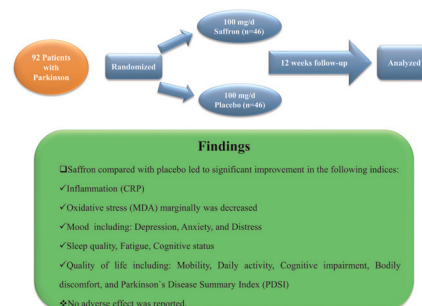 92 Patients
with
Parkinson
Randomized
100 mg/d
Saffron (n=46)
100 mg/d
Placebo (n=46)
12 weeks follow-up
Analyzed
Findings
❑Saffron compared with placebo led to significant improvement in the following indices:
✓Inflammation (CRP)
✓Oxidative stress (MDA) marginally was decreased
✓Mood including: Depression, Anxiety, and Distress
✓Sleep quality, Fatigue, Cognitive status
✓Quality of life including: Mobility, Daily activity, Cognitive impairment, Bodily
discomfort, and Parkinson`s Disease Summary Index (PDSI)
❖No adverse effect was reported.